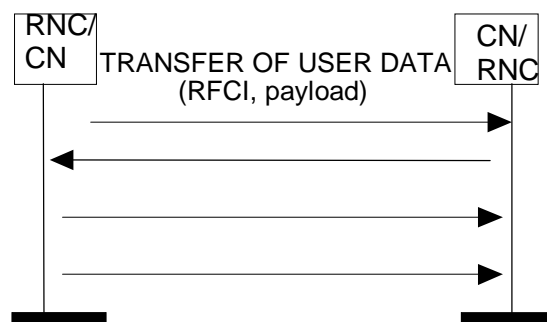 RNC/
CN
TRANSFER OF USER DATA
(RFCI, payload)
CN/
RNC